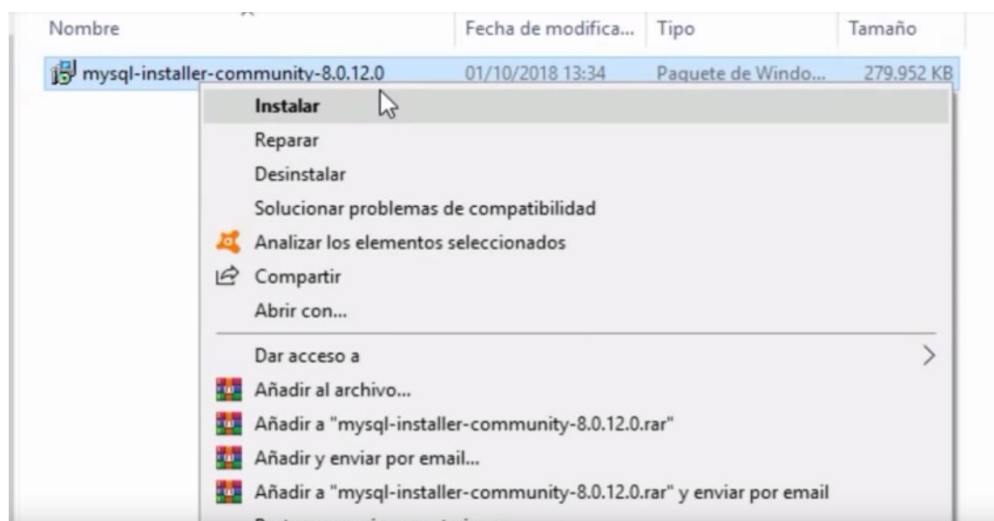 Nombre Fecha de modifica... Tipo Tamaño
mysql-installer-community-8.0.12.0 01/10/2018 13:34 Paquete de Windo... 279.952 KB
Instalar
Reparar
Desinstalar
Solucionar problemas de compatibilidad
Analizar los elementos seleccionados
Compartir
Abrir con...
Dar acceso a
Añadir al archivo...
Añadir a "mysql-installer-community-8.0.12.0.rar"
Añadir y enviar por email...
Añadir a "mysql-installer-community-8.0.12.0.rar" y enviar por email